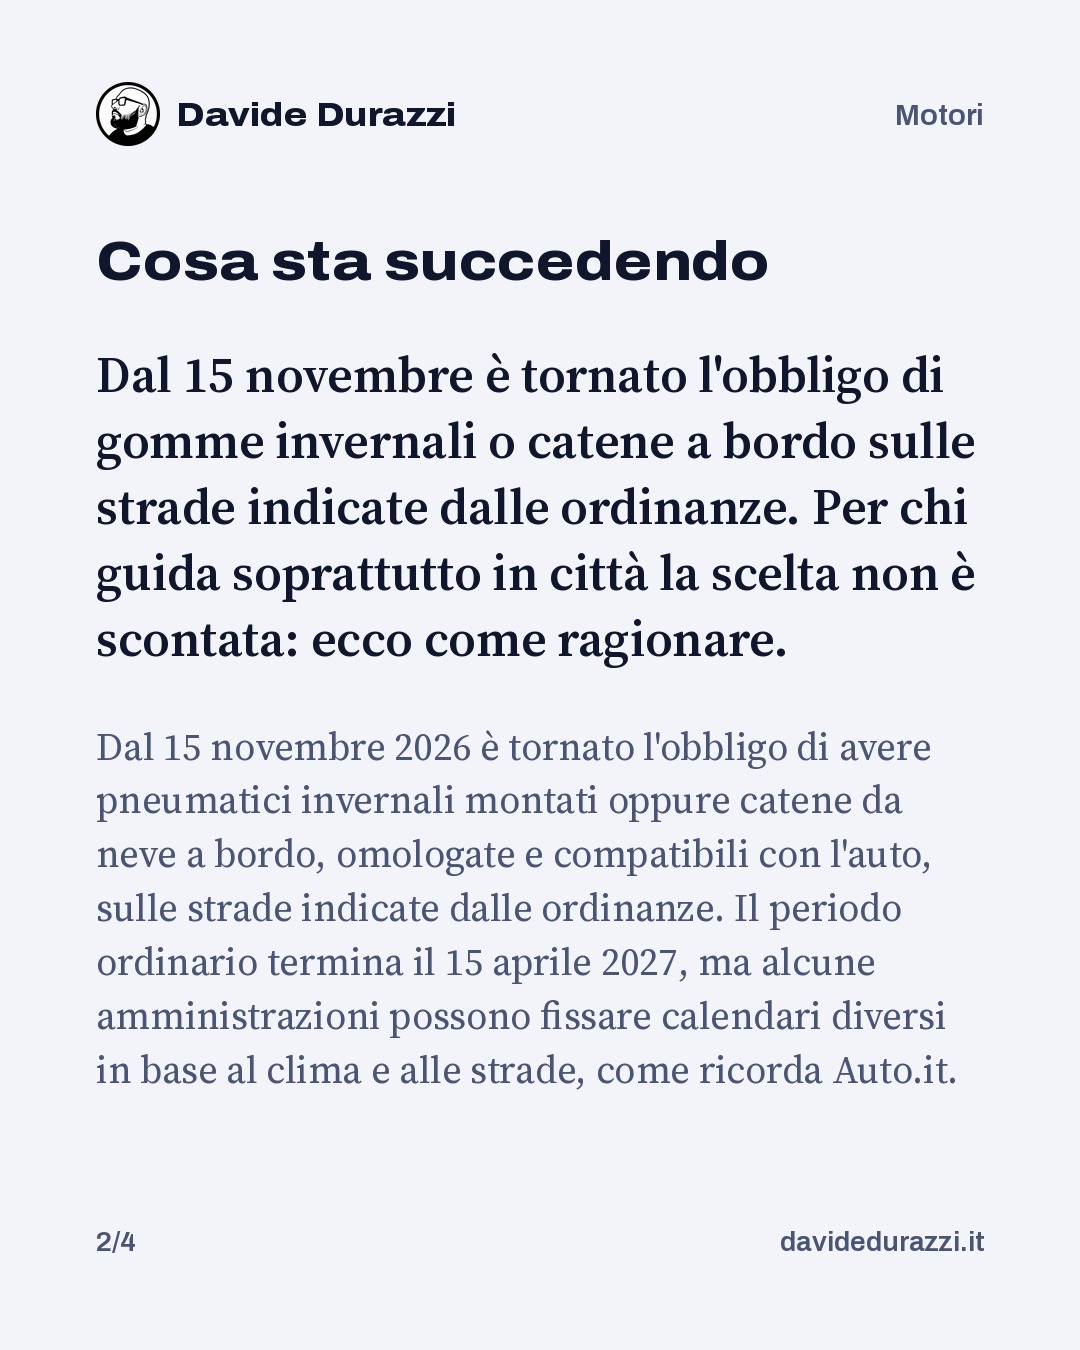 Davide Durazzi
Motori
Cosa sta succedendo
Dal 15 novembre è tornato l'obbligo di
gomme invernali o catene a bordo sulle
strade indicate dalle ordinanze. Per chi
guida soprattutto in città la scelta non è
scontata: ecco come ragionare.
Dal 15 novembre 2026 è tornato l'obbligo di avere
pneumatici invernali montati oppure catene da
neve a bordo, omologate e compatibili con l'auto,
sulle strade indicate dalle ordinanze. Il periodo
ordinario termina il 15 aprile 2027, ma alcune
amministrazioni possono fissare calendari diversi
in base al clima e alle strade, come ricorda Auto.it.
2/4
davidedurazzi.it